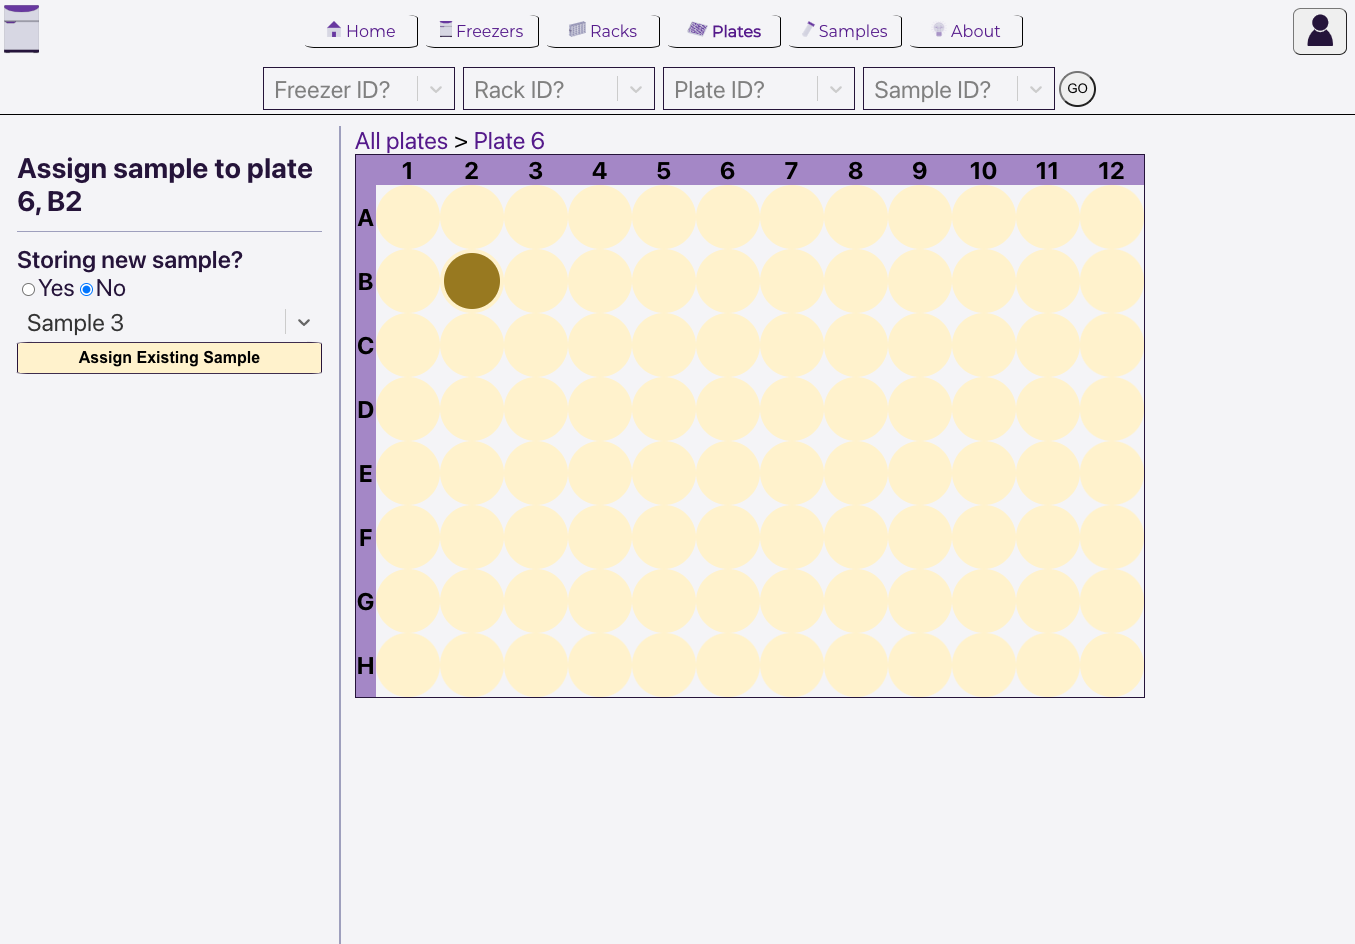 Home Freezers Racks Plates Samples About
Freezer ID? Rack ID? Plate ID? Sample ID? GO
Assign sample to plate
6, B2
Storing new sample?
Yes No
Sample 3
Assign Existing Sample
All plates > Plate 6
1 2 3 4 5 6 7 8 9 10 11 12
A
B
C
D
E
F
G
H